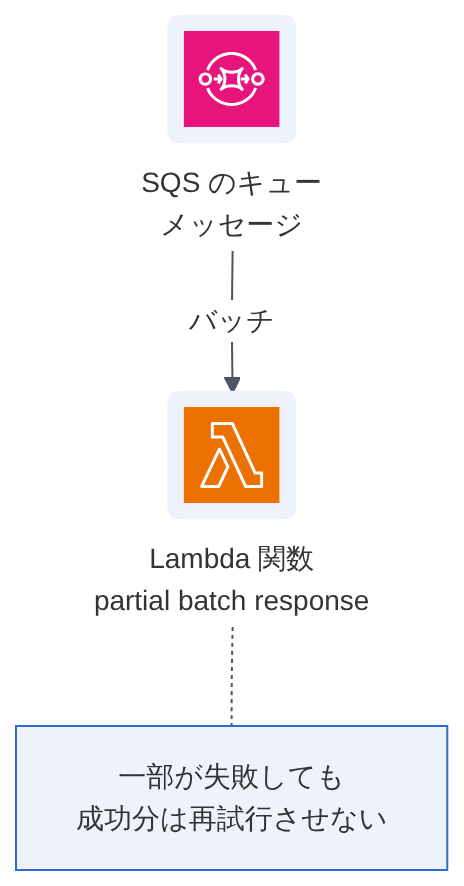 SQS のキュー
メッセージ
バッチ
Lambda 関数
partial batch response
一部が失敗しても
成功分は再試行させない